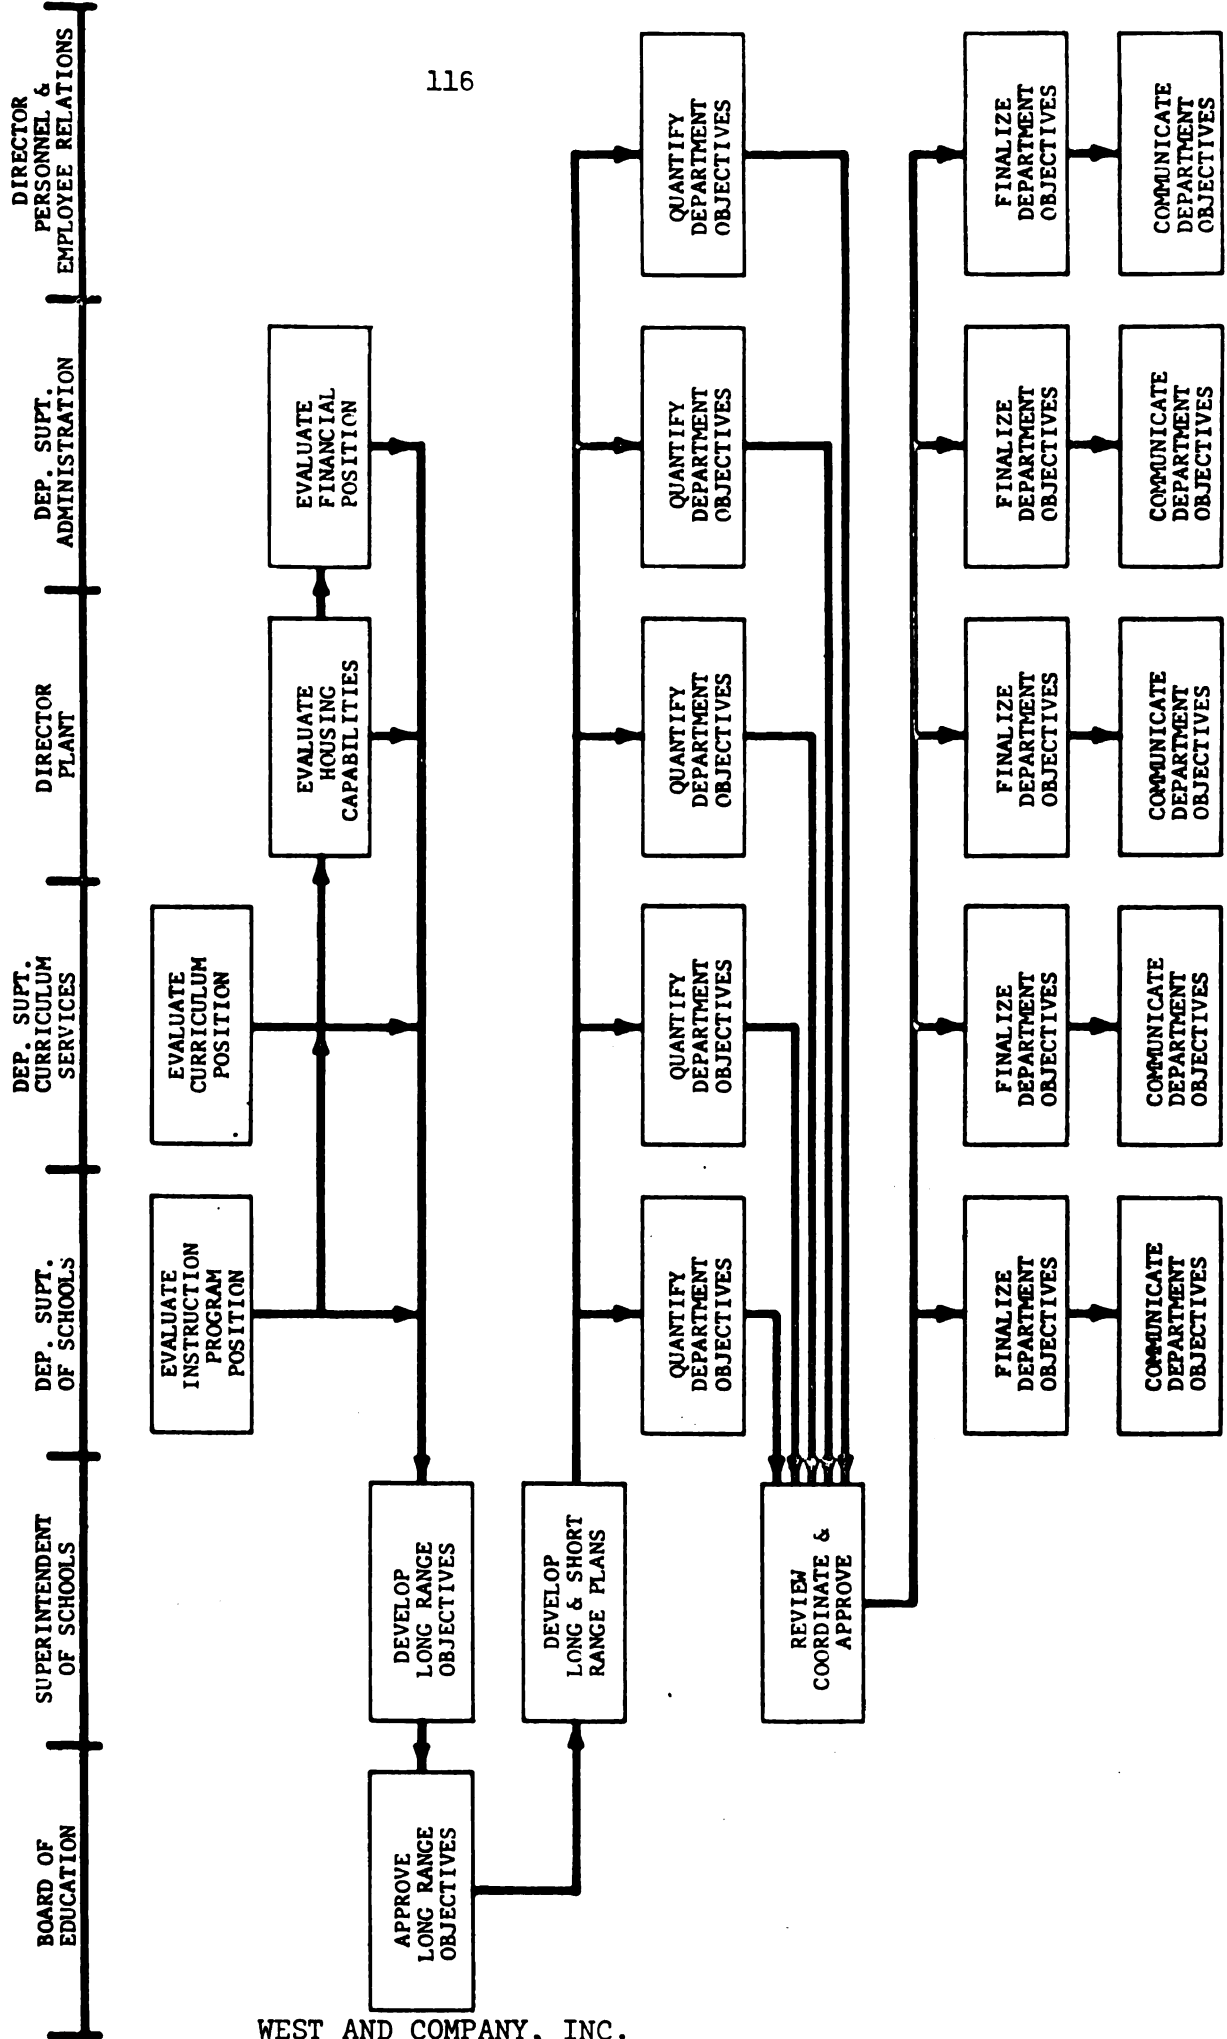 116
BOARD OF
EDUCATION
SUPERINTENDENT
OF SCHOOLS
DEP. SUPT.
OF SCHOOLS
DEP. SUPT.
CURRICULUM
SERVICES
DIRECTOR
PLANT
DEP. SUPT.
ADMINISTRATION
DIRECTOR
PERSONNEL &
EMPLOYEE RELATIONS
EVALUATE
INSTRUCTION
PROGRAM
POSITION
EVALUATE
CURRICULUM
POSITION
EVALUATE
HOUSING
CAPABILITIES
EVALUATE
FINANCIAL
POSITION
APPROVE
LONG RANGE
OBJECTIVES
DEVELOP
LONG RANGE
OBJECTIVES
DEVELOP
LONG & SHORT
RANGE PLANS
QUANTIFY
DEPARTMENT
OBJECTIVES
QUANTIFY
DEPARTMENT
OBJECTIVES
QUANTIFY
DEPARTMENT
OBJECTIVES
QUANTIFY
DEPARTMENT
OBJECTIVES
QUANTIFY
DEPARTMENT
OBJECTIVES
REVIEW
COORDINATE &
APPROVE
FINALIZE
DEPARTMENT
OBJECTIVES
FINALIZE
DEPARTMENT
OBJECTIVES
FINALIZE
DEPARTMENT
OBJECTIVES
FINALIZE
DEPARTMENT
OBJECTIVES
FINALIZE
DEPARTMENT
OBJECTIVES
COMMUNICATE
DEPARTMENT
OBJECTIVES
COMMUNICATE
DEPARTMENT
OBJECTIVES
COMMUNICATE
DEPARTMENT
OBJECTIVES
COMMUNICATE
DEPARTMENT
OBJECTIVES
COMMUNICATE
DEPARTMENT
OBJECTIVES
WEST AND COMPANY, INC.